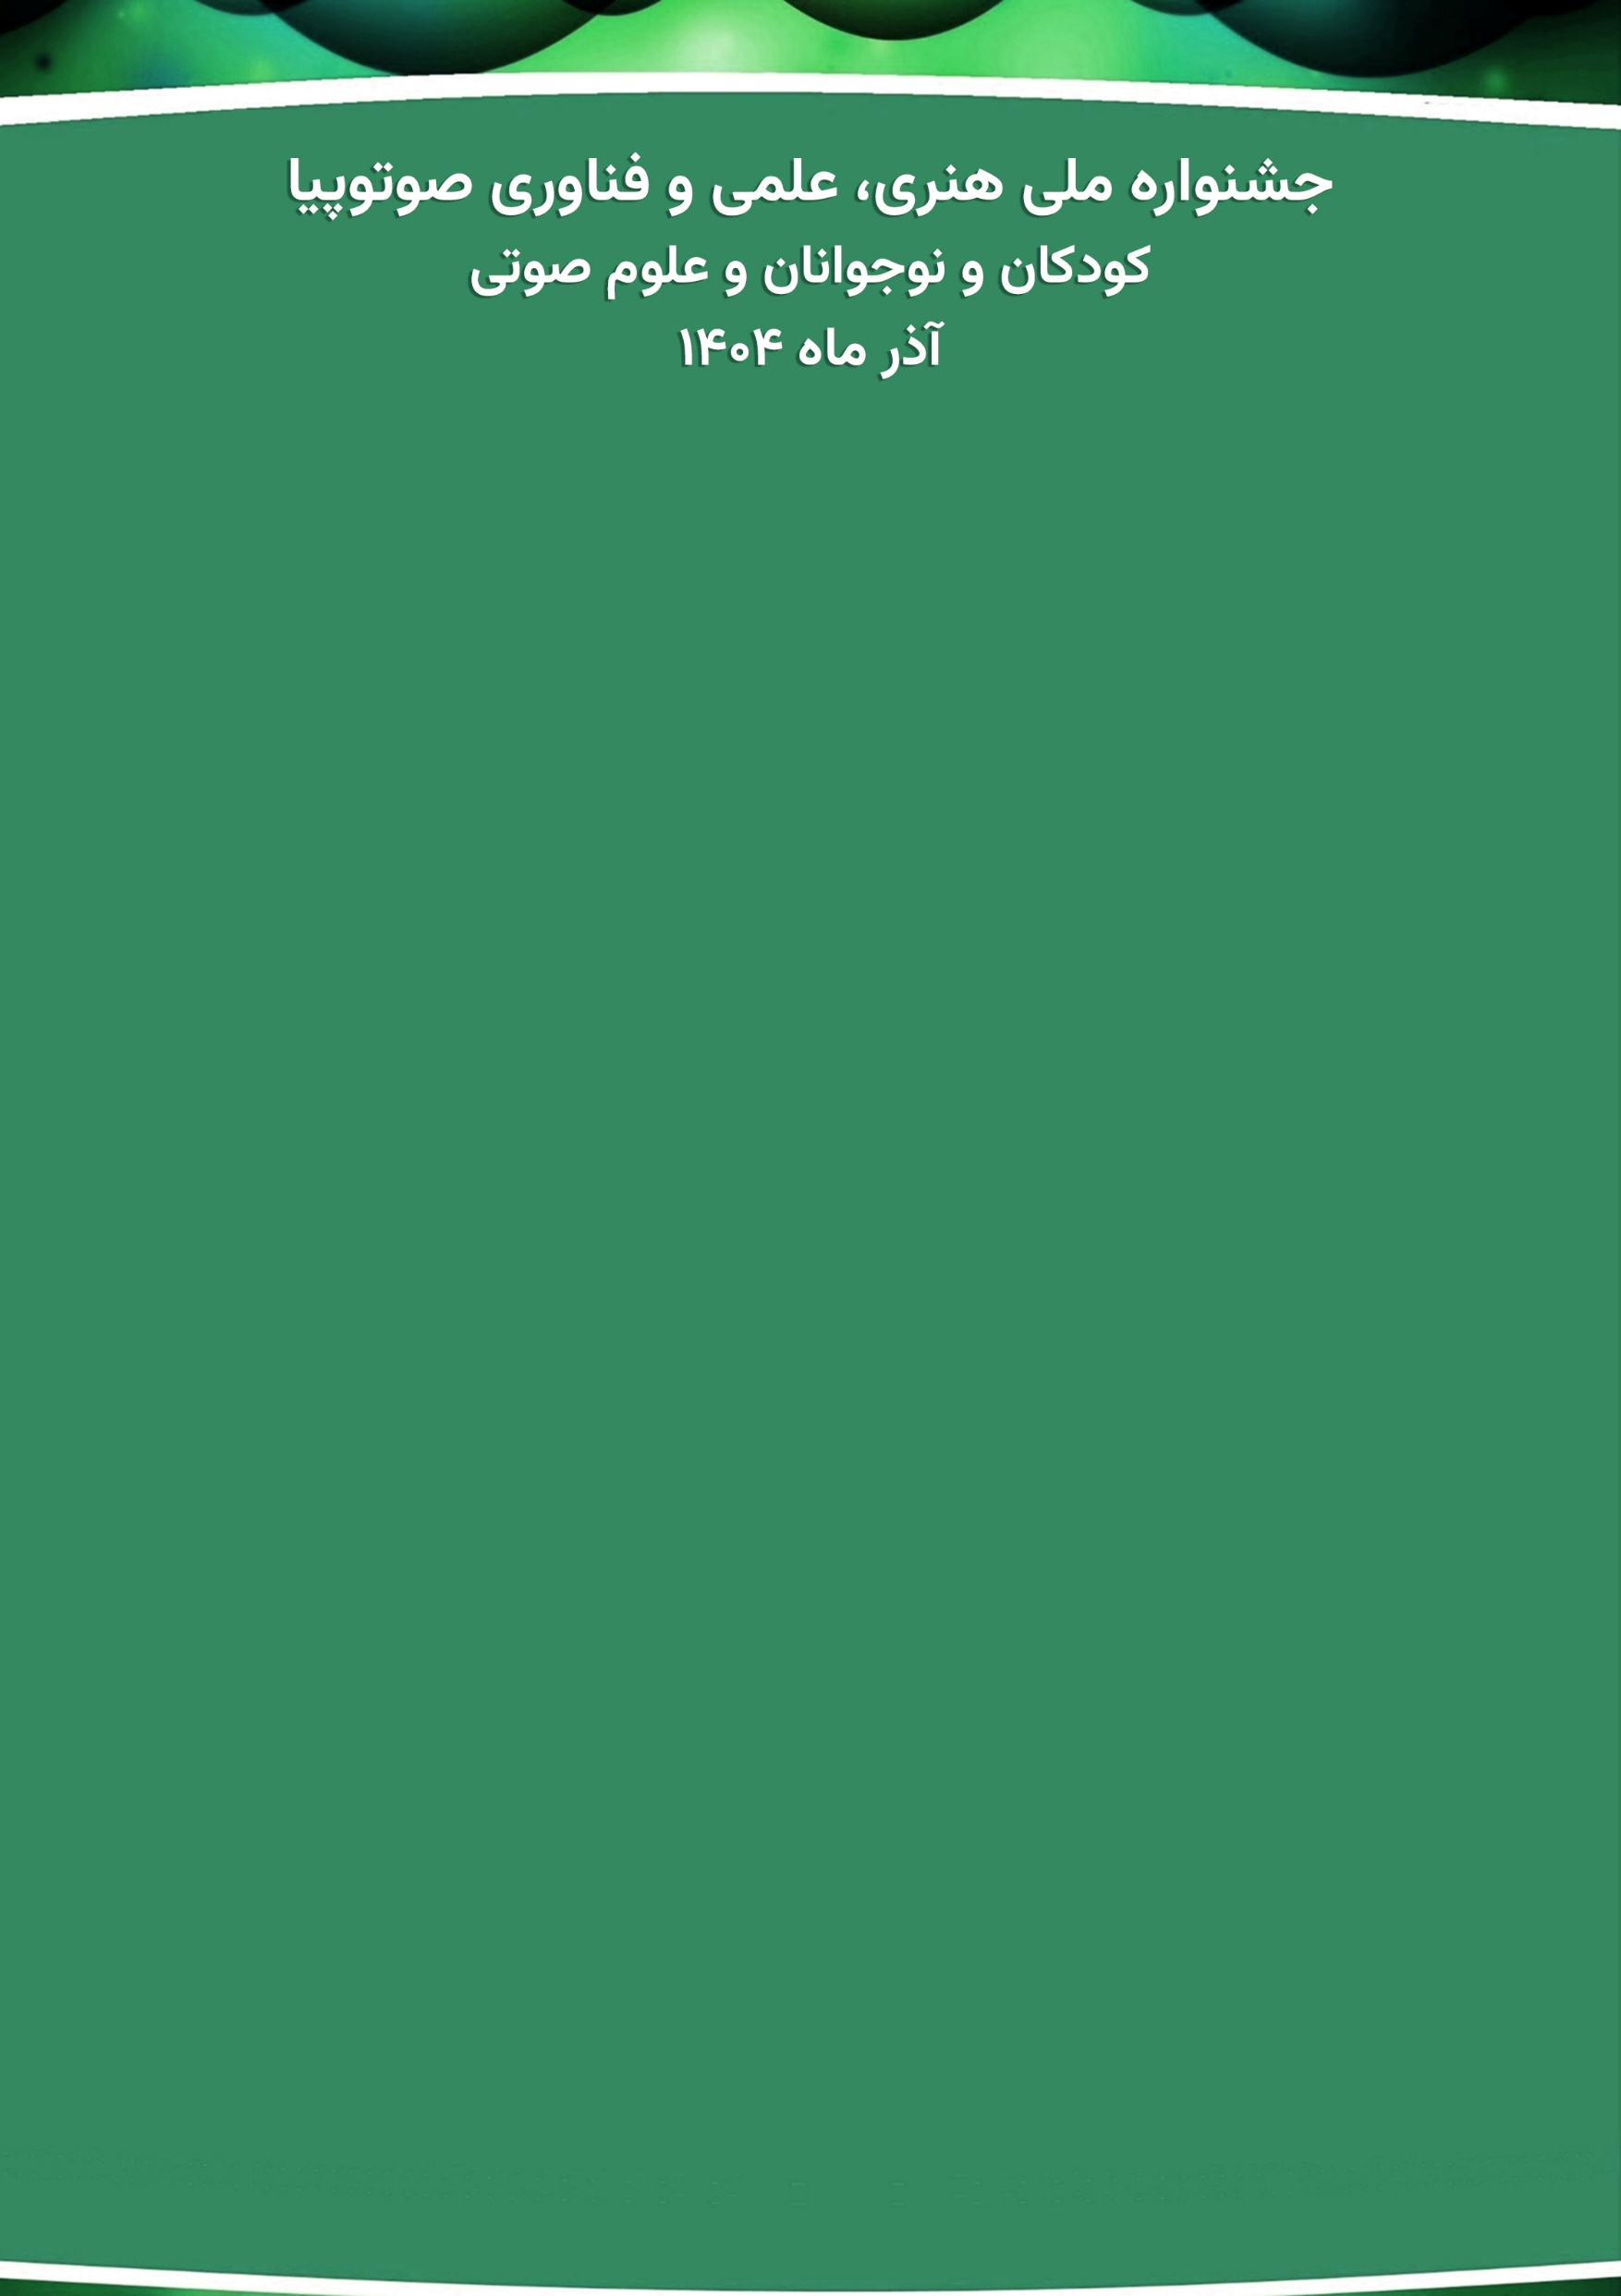 جشنواره ملی هنری، علمی و فناوری صوتوپیا
کودکان و نوجوانان و علوم صوتی
آذر ماه ۱۴۰۴